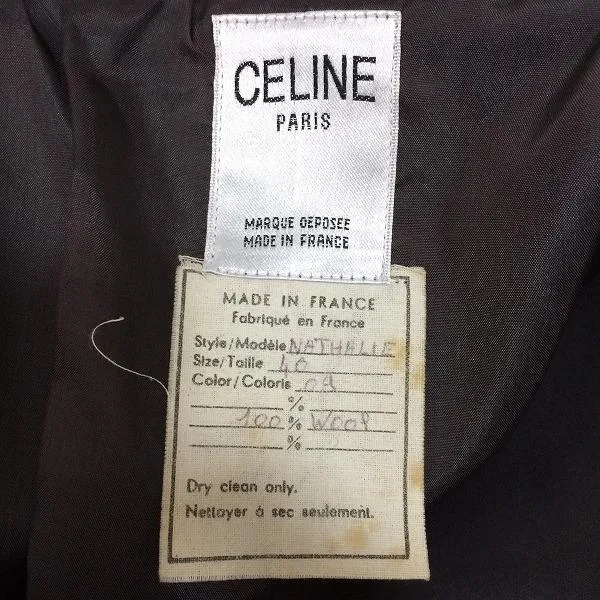 CELINE
PARIS
MARQUE DEPOSEE
MADE IN FRANCE
MADE IN FRANCE
Fabriqué en France
Style/Modèle NATHALIE
Size/Taille 40
Color/Coloris 09
%
100 % WOOL
%
Dry clean only.
Nettoyer à sec seulement.